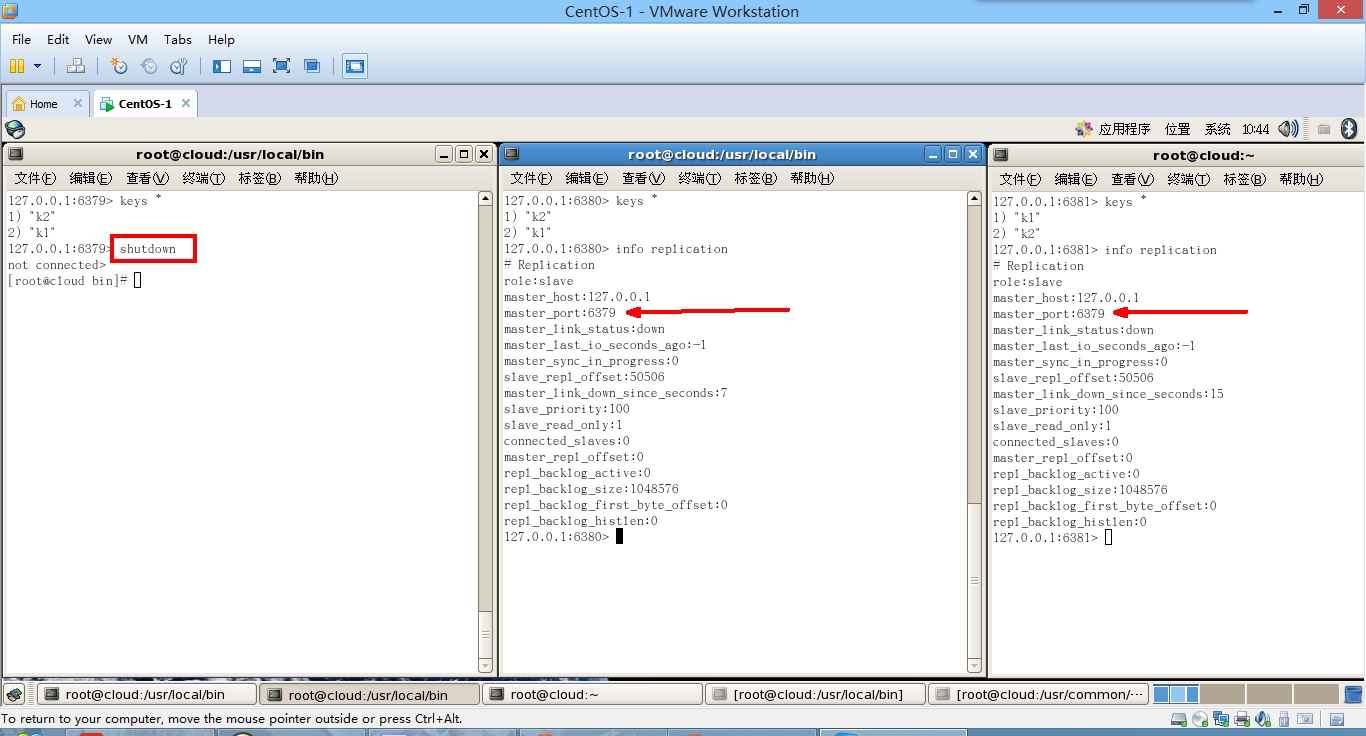 CentOS-1 - VMware Workstation
File Edit View VM Tabs Help
Home CentOS-1
应用程序 位置 系统 10:44
root@cloud:/usr/local/bin
文件(F) 编辑(E) 查看(V) 终端(T) 标签(B) 帮助(H)
127.0.0.1:6379> keys *
1) "k2"
2) "k1"
127.0.0.1:6379> shutdown
not connected>
[root@cloud bin]#
root@cloud:/usr/local/bin
文件(F) 编辑(E) 查看(V) 终端(T) 标签(B) 帮助(H)
127.0.0.1:6380> keys *
1) "k2"
2) "k1"
127.0.0.1:6380> info replication
# Replication
role:slave
master_host:127.0.0.1
master_port:6379
master_link_status:down
master_last_io_seconds_ago:-1
master_sync_in_progress:0
slave_repl_offset:50506
master_link_down_since_seconds:7
slave_priority:100
slave_read_only:1
connected_slaves:0
master_repl_offset:0
repl_backlog_active:0
repl_backlog_size:1048576
repl_backlog_first_byte_offset:0
repl_backlog_histlen:0
127.0.0.1:6380>
root@cloud:~
文件(F) 编辑(E) 查看(V) 终端(T) 标签(B) 帮助(H)
127.0.0.1:6381> keys *
1) "k1"
2) "k2"
127.0.0.1:6381> info replication
# Replication
role:slave
master_host:127.0.0.1
master_port:6379
master_link_status:down
master_last_io_seconds_ago:-1
master_sync_in_progress:0
slave_repl_offset:50506
master_link_down_since_seconds:15
slave_priority:100
slave_read_only:1
connected_slaves:0
master_repl_offset:0
repl_backlog_active:0
repl_backlog_size:1048576
repl_backlog_first_byte_offset:0
repl_backlog_histlen:0
127.0.0.1:6381>
root@cloud:/usr/local/bin root@cloud:/usr/local/bin root@cloud:~ [root@cloud:/usr/local/bin] [root@cloud:/usr/common/···
To return to your computer, move the mouse pointer outside or press Ctrl+Alt.